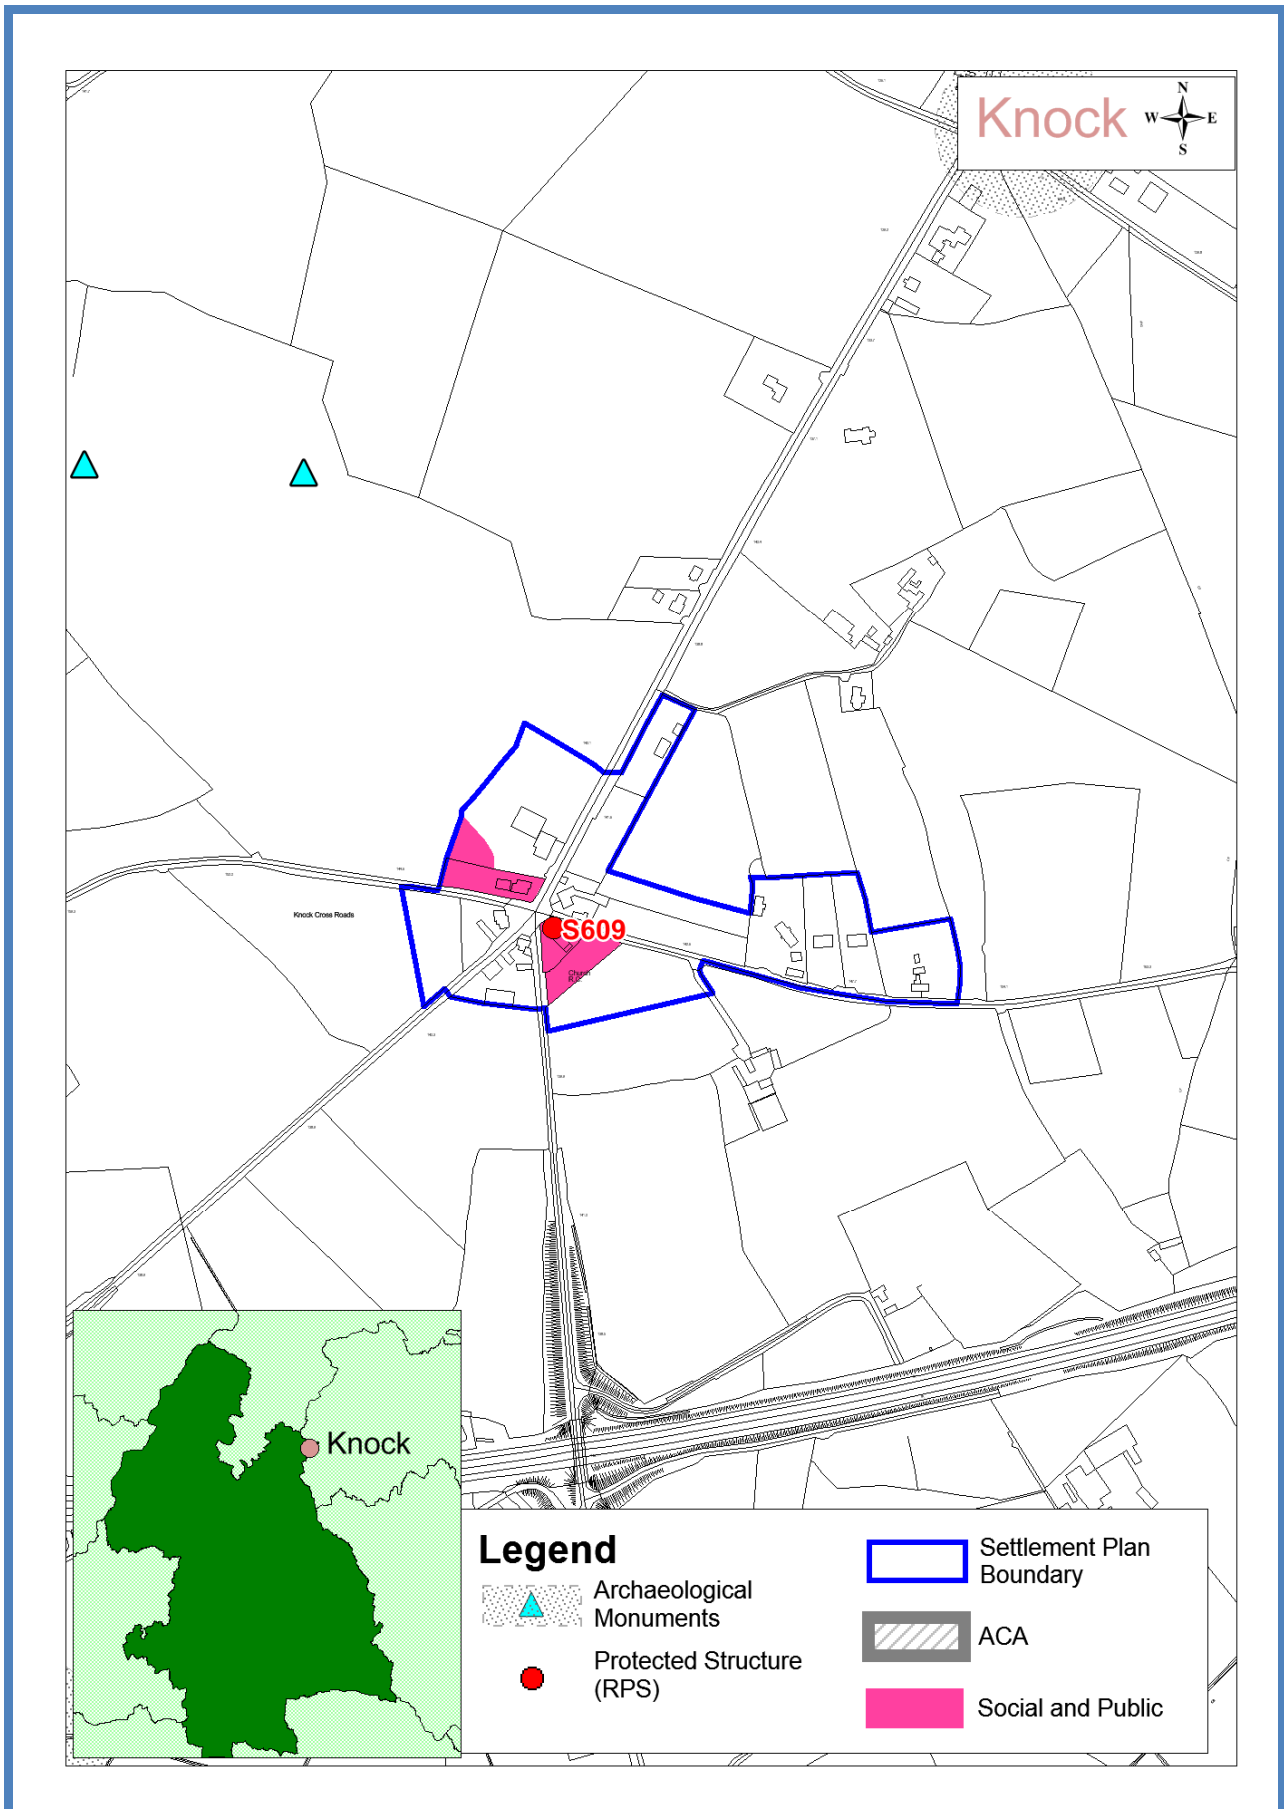 Knock
N
W E
S
Knock Cross Roads
S609
Church
R.C.
Knock
Legend
Archaeological
Monuments
Protected Structure
(RPS)
Settlement Plan
Boundary
ACA
Social and Public